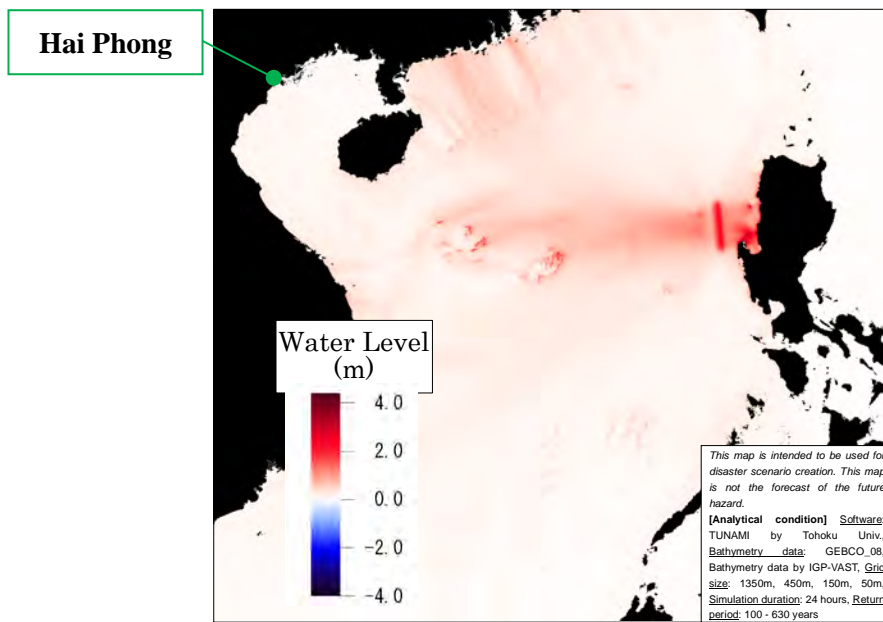 Hai Phong
Water Level
(m)
4.0
2.0
0.0
-2.0
-4.0
This map is intended to be used for
disaster scenario creation. This map
is not the forecast of the future
hazard.
[Analytical condition] Software:
TUNAMI by Tohoku Univ.,
Bathymetry data: GEBCO_08,
Bathymetry data by IGP-VAST, Grid
size: 1350m, 450m, 150m, 50m,
Simulation duration: 24 hours, Return
period: 100 - 630 years